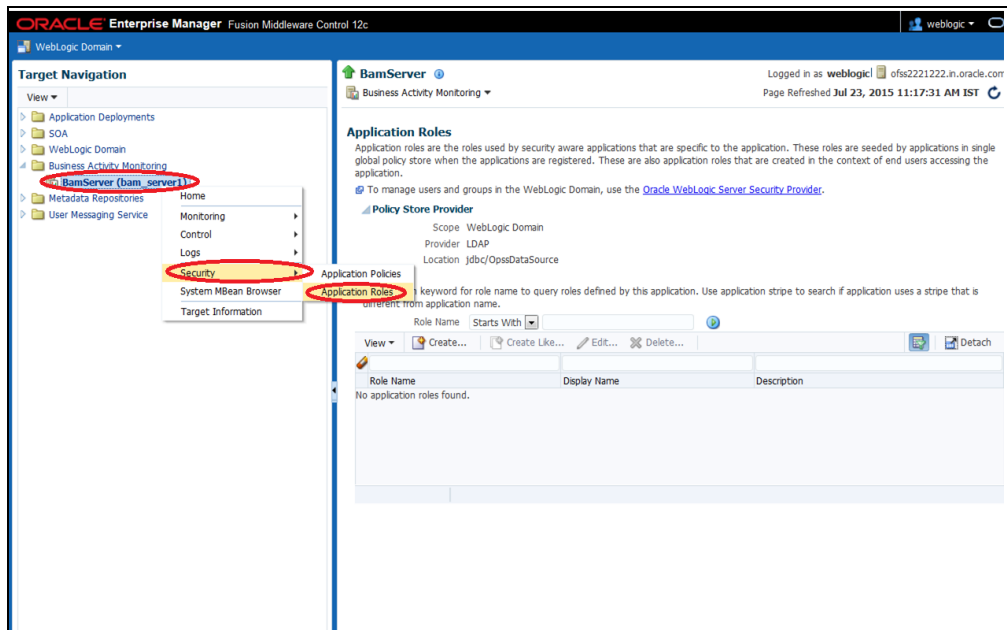 ORACLE Enterprise Manager Fusion Middleware Control 12c
weblogic
WebLogic Domain
Target Navigation
View
Application Deployments
SOA
WebLogic Domain
Business Activity Monitoring
BamServer (bam_server1)
Metadata Repositories
User Messaging Service
Home
Monitoring
Control
Logs
Security
System MBean Browser
Target Information
Application Policies
Application Roles
BamServer
Logged in as weblogic ofss2221222.in.oracle.com
Business Activity Monitoring
Page Refreshed Jul 23, 2015 11:17:31 AM IST
Application Roles
Application roles are the roles used by security aware applications that are specific to the application. These roles are seeded by applications in single
global policy store when the applications are registered. These are also application roles that are created in the context of end users accessing the
application.
To manage users and groups in the WebLogic Domain, use the Oracle WebLogic Server Security Provider.
Policy Store Provider
Scope WebLogic Domain
Provider LDAP
Location jdbc/OpssDataSource
keyword for role name to query roles defined by this application. Use application stripe to search if application uses a stripe that is
different from application name.
Role Name Starts With
View Create... Create Like... Edit... Delete... Detach
Role Name Display Name Description
No application roles found.